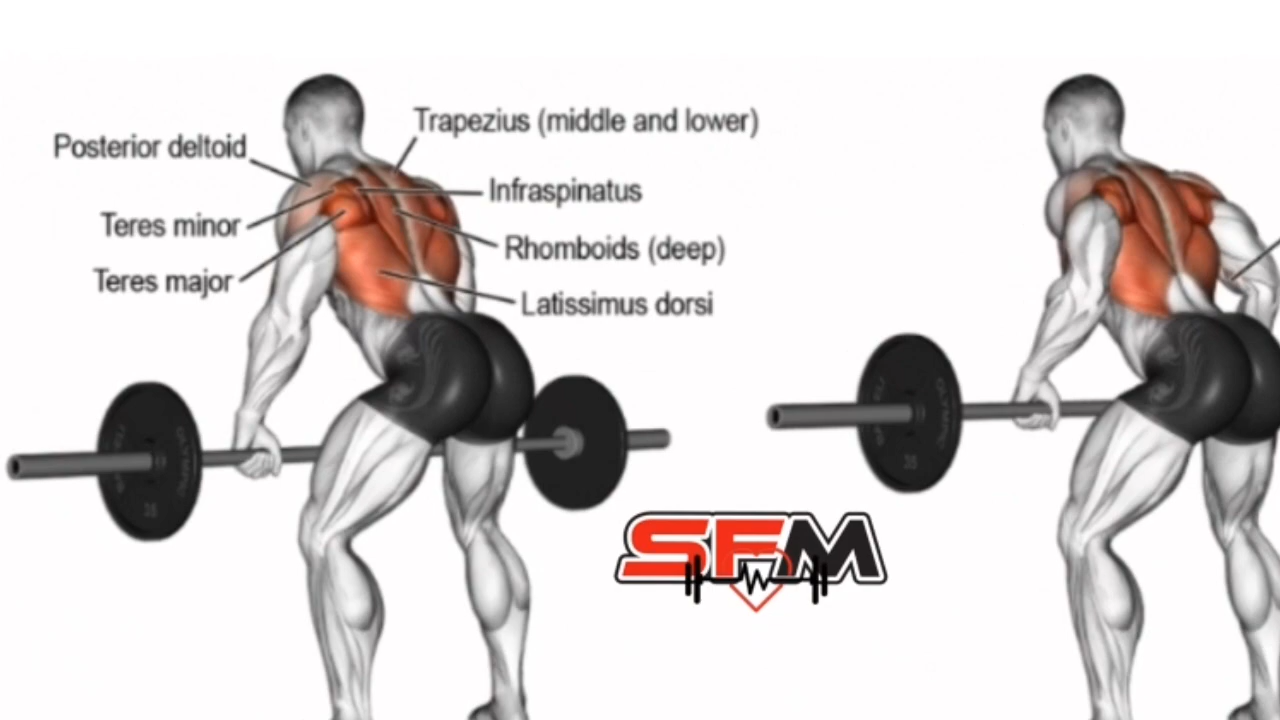 Trapezius (middle and lower)
Posterior deltoid
Infraspinatus
Teres minor
Rhomboids (deep)
Teres major
Latissimus dorsi
SFM